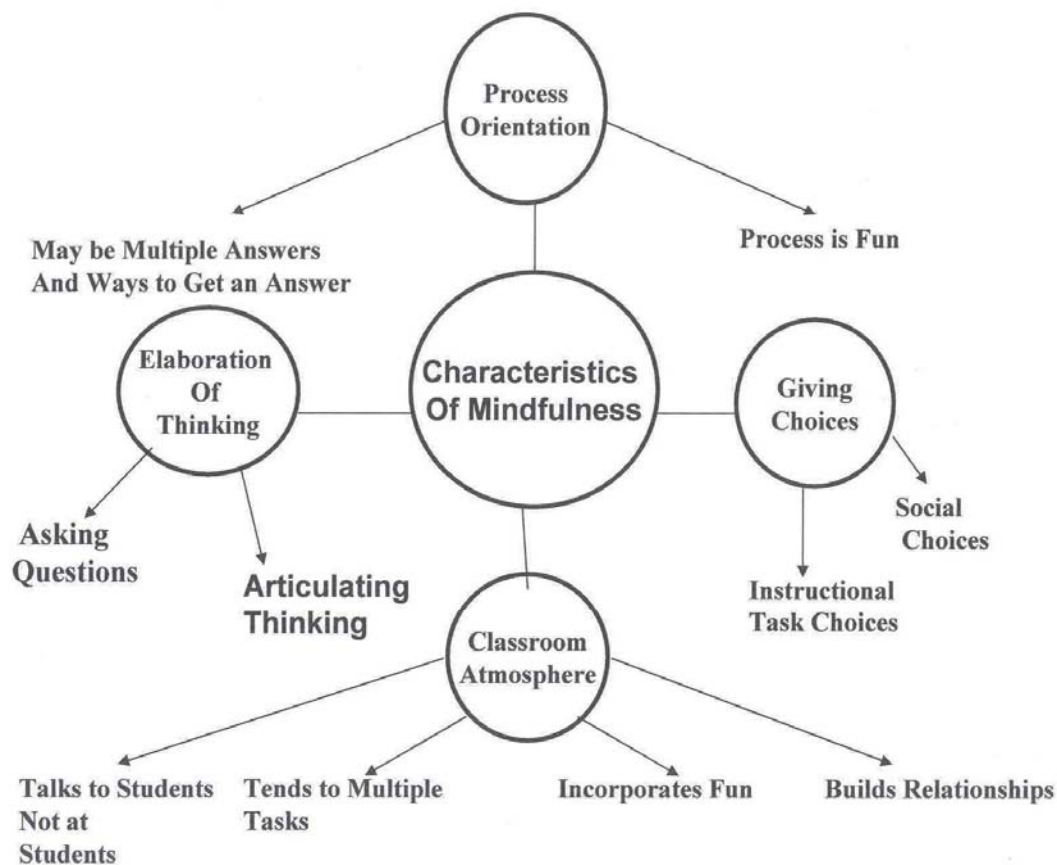 Process
Orientation
May be Multiple Answers
And Ways to Get an Answer
Process is Fun
Elaboration
Of
Thinking
Characteristics
Of Mindfulness
Giving
Choices
Asking
Questions
Articulating
Thinking
Social
Choices
Instructional
Task Choices
Classroom
Atmosphere
Talks to Students
Not at
Students
Tends to Multiple
Tasks
Incorporates Fun
Builds Relationships